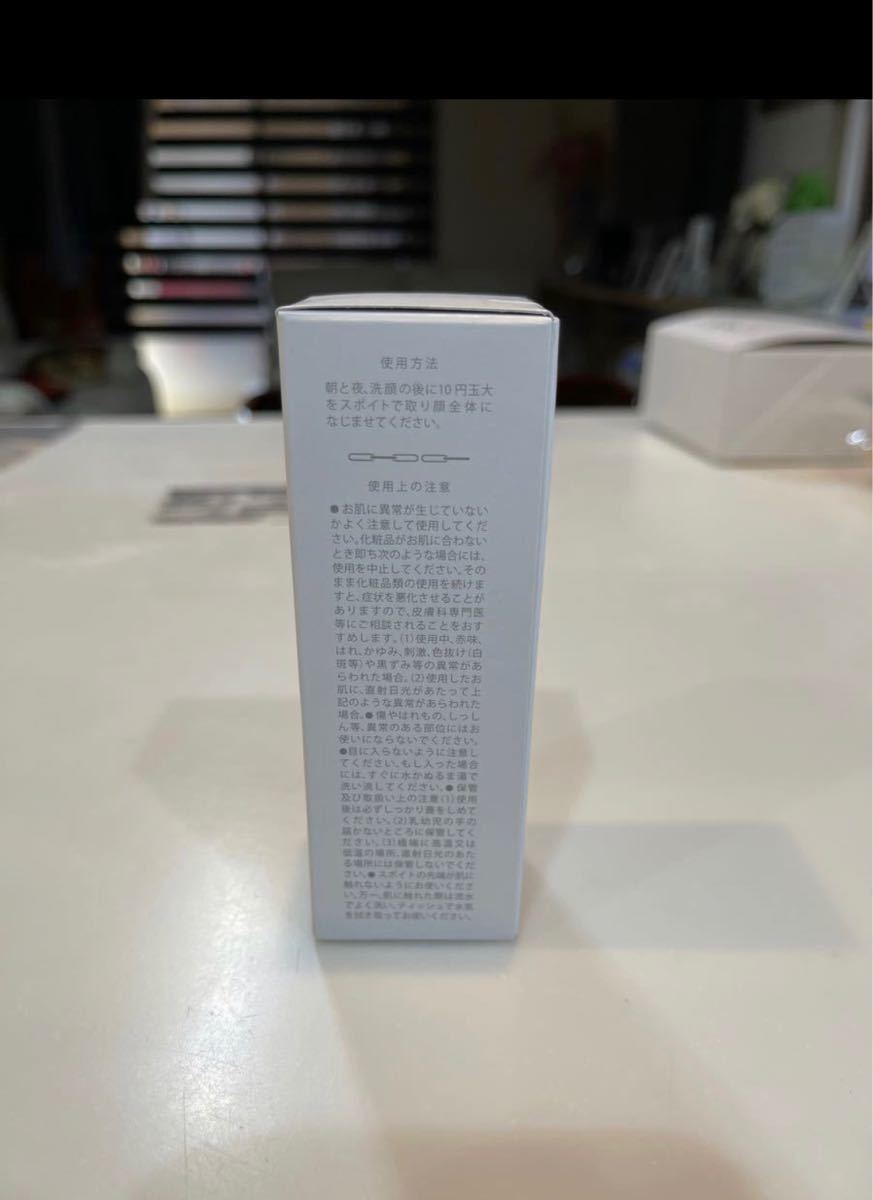 使用方法
朝と夜、洗顔の後に10円玉大
をスポイトで取り顔全体に
なじませてください。
使用上の注意
●お肌に異常が生じていない
かよく注意して使用してくだ
さい。化粧品がお肌に合わない
とき即ち次のような場合には、
使用を中止してください。その
まま化粧品類の使用を続けま
すと、症状を悪化させることが
ありますので、皮膚科専門医
等にご相談されることをおす
すめします。(1)使用中、赤味、
はれ、かゆみ、刺激、色抜け(白
斑等)や黒ずみ等の異常があ
らわれた場合。(2)使用したお
肌に、直射日光があたって上
記のような異常があらわれた
場合。●傷やはれもの、しっし
ん等、異常のある部位にはお
使いにならないでください。
●目に入らないように注意し
てください。もし入った場合
には、すぐに水かぬるま湯で
洗い流してください。●保管
及び取扱い上の注意(1)使用
後は必ずしっかり蓋をしめて
ください。(2)乳幼児の手の
届かないところに保管してく
ださい。(3)極端に高温又は
低温の場所、直射日光のあた
る場所には保管しないでくだ
さい。●スポイトの先端が肌に
触れないようにお使いくださ
い。万一、肌に触れた際は流水
でよく洗い、ティッシュで水気
を拭き取ってお使いください。